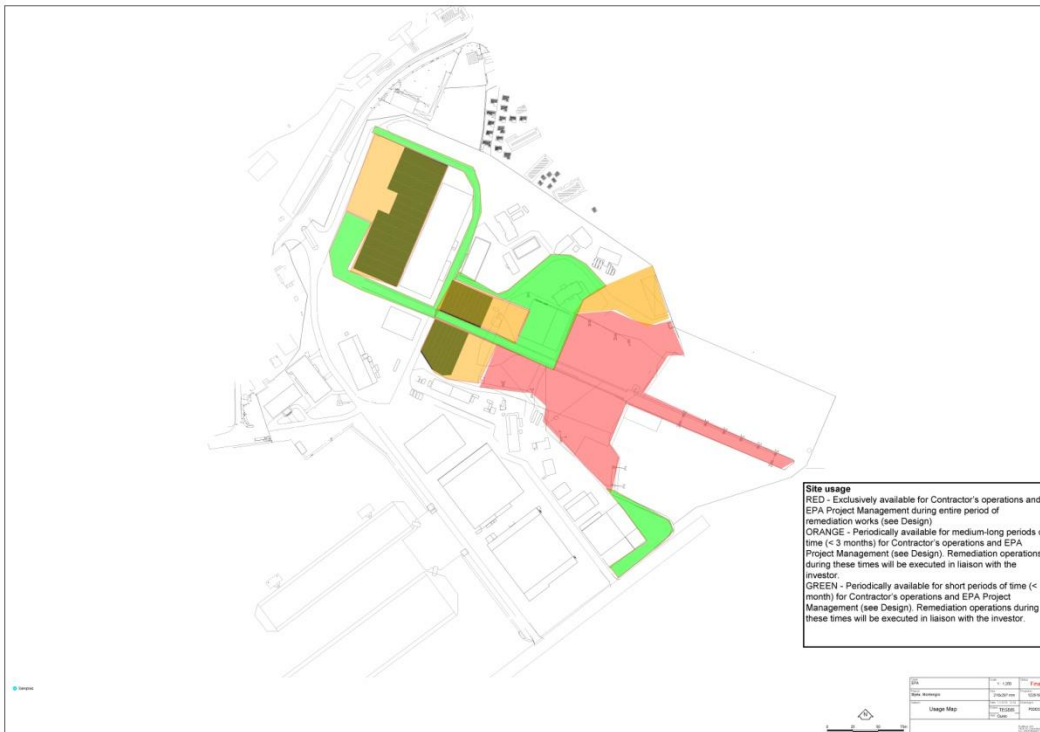 Site usage
RED - Exclusively available for Contractor's operations and
EPA Project Management during entire period of
remediation works (see Design)
ORANGE - Periodically available for medium-long periods
time (< 3 months) for Contractor's operations and EPA
Project Management (see Design). Remediation operations
during these times will be executed in liaison with the
investor.
GREEN - Periodically available for short periods of time (<
month) for Contractor's operations and EPA Project
Management (see Design). Remediation operations during
these times will be executed in liaison with the investor.
Samples
EPA
Usage Map
N